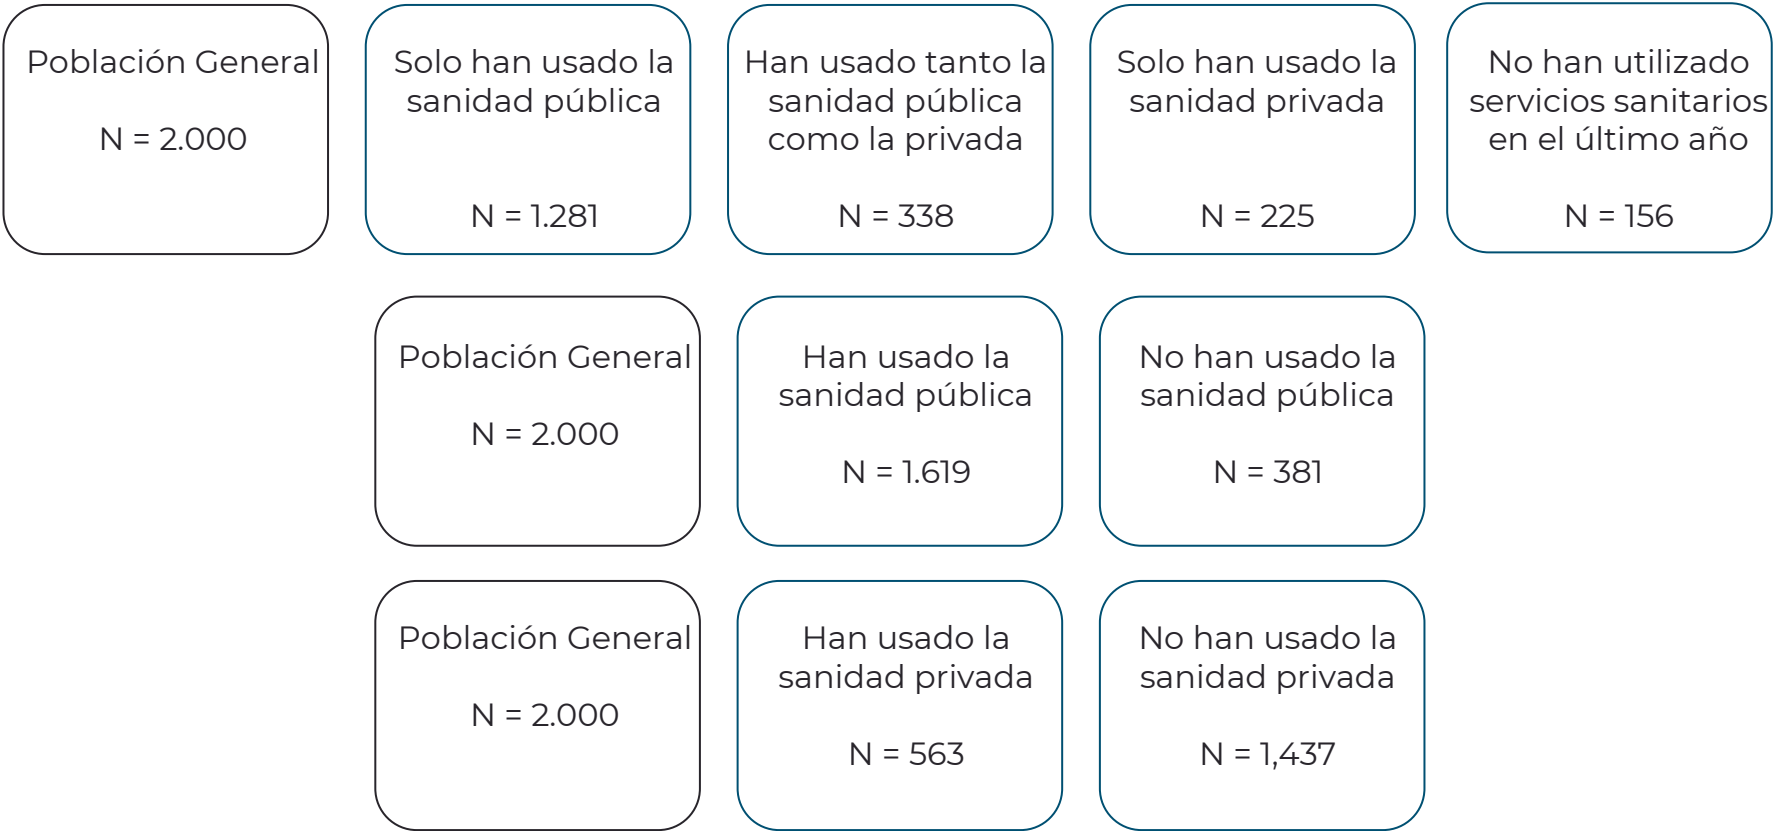 Población General
N = 2.000
Solo han usado la
sanidad pública
N = 1.281
Han usado tanto la
sanidad pública
como la privada
N = 338
Solo han usado la
sanidad privada
N = 225
No han utilizado
servicios sanitarios
en el último año
N = 156
Población General
N = 2.000
Han usado la
sanidad pública
N = 1.619
No han usado la
sanidad pública
N = 381
Población General
N = 2.000
Han usado la
sanidad privada
N = 563
No han usado la
sanidad privada
N = 1,437